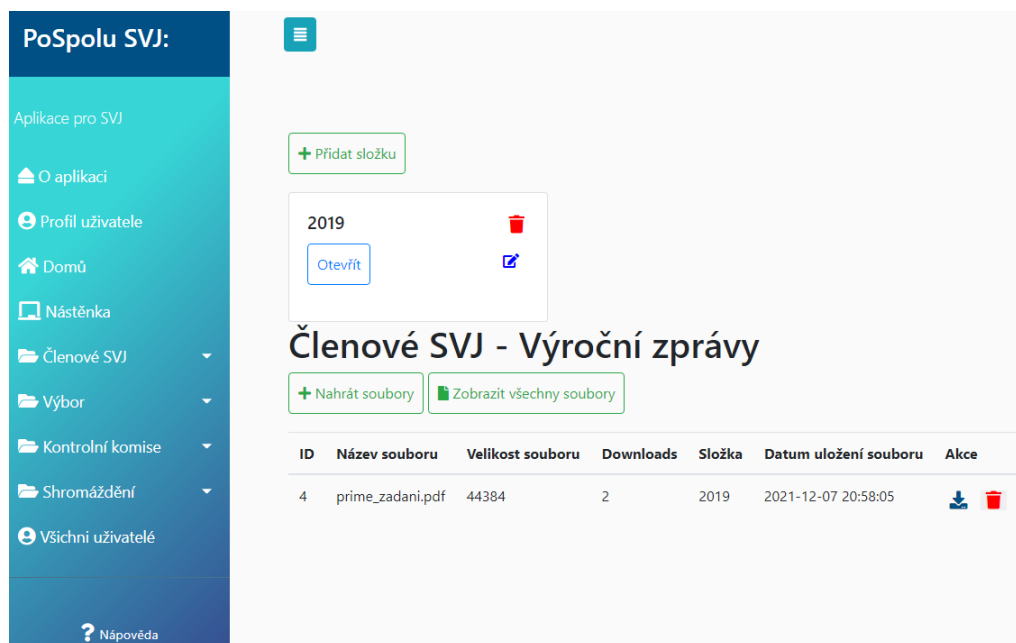 PoSpolu SVJ:
Aplikace pro SVJ
O aplikaci
Profil uživatele
Domů
Nástěnka
Členové SVJ
Výbor
Kontrolní komise
Shromáždění
Všichni uživatelé
? Nápověda
+ Přidat složku
2019
Otevřít
Členové SVJ - Výroční zprávy
+ Nahrát soubory Zobrazit všechny soubory
ID Název souboru Velikost souboru Downloads Složka Datum uložení souboru Akce
4 prime_zadani.pdf 44384 2 2019 2021-12-07 20:58:05